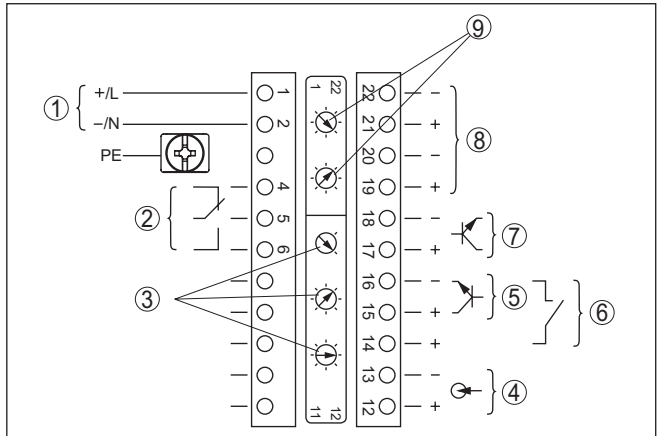 9
1 22
+/L 1 22 – –
1
–/N 2 21 – +
8
PE 20 – –
4 19 – +
2 5 18 – –
7
6 17 – +
16 – –
3 5 6
15 – +
14 – +
13 – –
4
11 12 12 – +